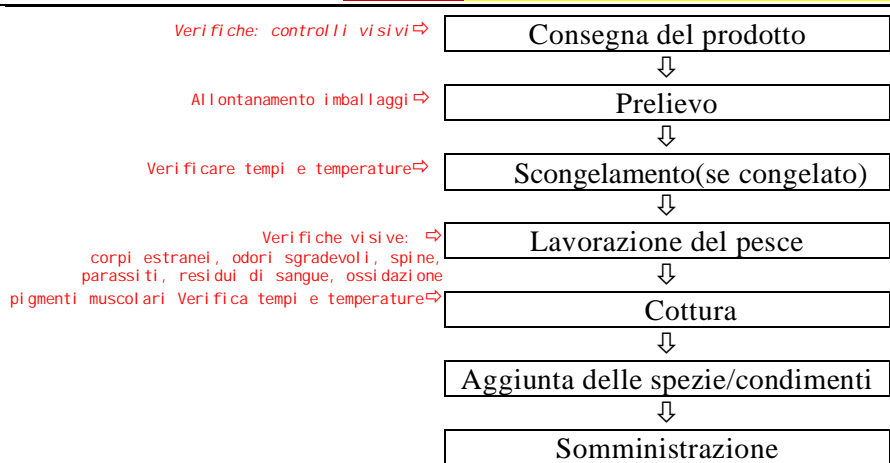 Verifiche: controlli visivi⇨ Consegna del prodotto
⇩
Allontanamento imballaggi⇨ Prelievo
⇩
Verificare tempi e temperature⇨ Scongelamento(se congelato)
⇩
Verifiche visive: ⇨ Lavorazione del pesce
corpi estranei, odori sgradevoli, spine,
⇩
parassiti, residui di sangue, ossidazione
pigmenti muscolari Verifica tempi e temperature⇨ Cottura
⇩
Aggiunta delle spezie/condimenti
⇩
Somministrazione